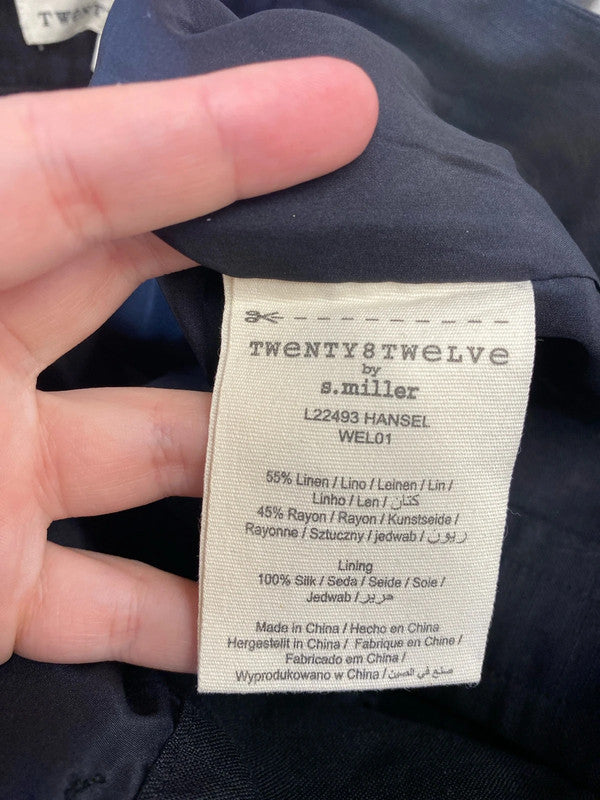 TWENT
TWeNTY8TWeLVe
by
s.miller
L22493 HANSEL
WEL01
55% Linen / Lino / Leinen / Lin /
Linho / Len / كتان
45% Rayon / Rayon / Kunstseide /
Rayonne / Sztuczny / jedwab / ريون
Lining
100% Silk / Seda / Seide / Soie /
Jedwab / حرير
Made in China / Hecho en China
Hergestellt in China / Fabrique en Chine /
Fabricado em China /
Wyprodukowano w China / صنع في الصين